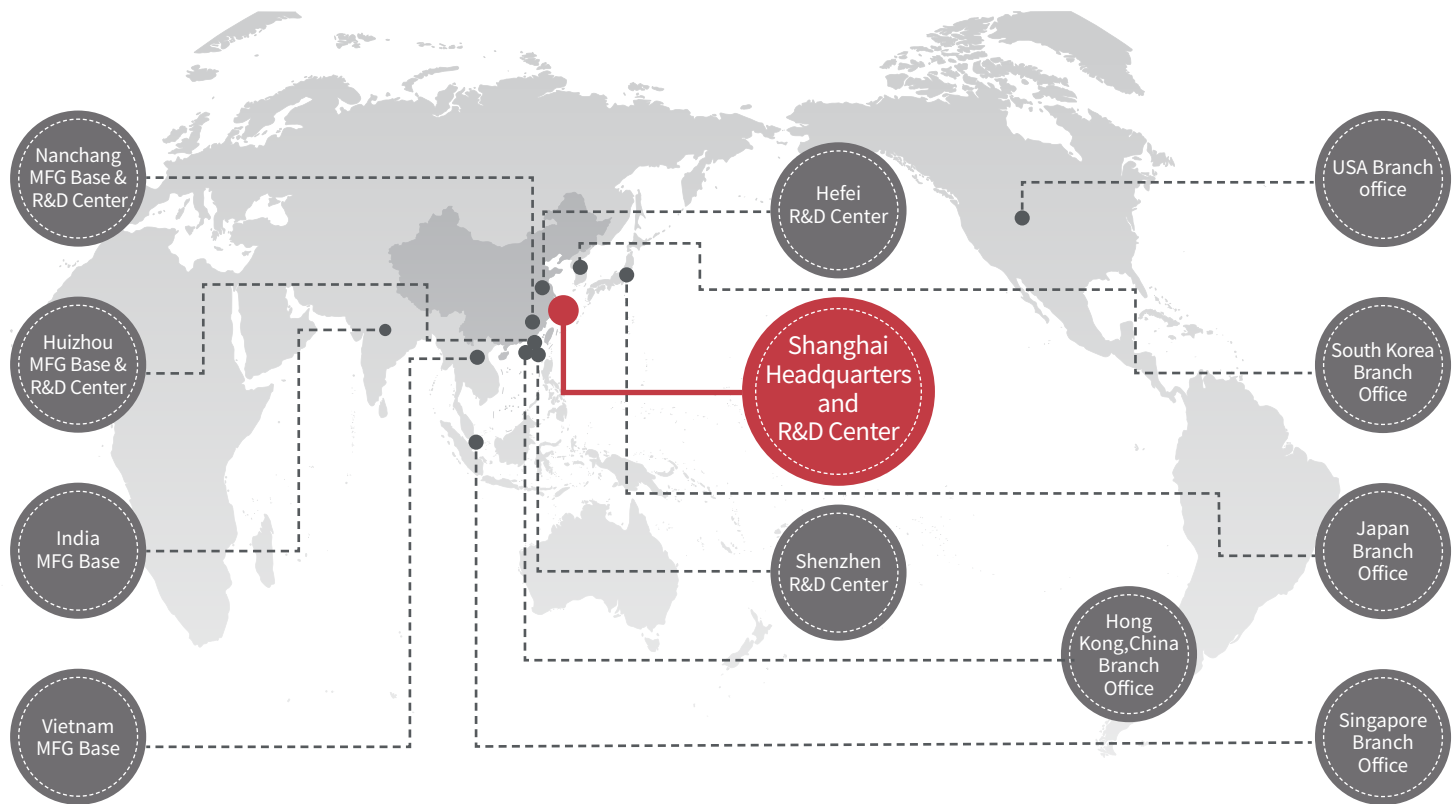 Nanchang
MFG Base &
R&D Center
Huizhou
MFG Base &
R&D Center
India
MFG Base
Vietnam
MFG Base
Hefei
R&D Center
Shanghai
Headquarters
and
R&D Center
Shenzhen
R&D Center
Hong
Kong,China
Branch
Office
USA Branch
office
South Korea
Branch
Office
Japan
Branch
Office
Singapore
Branch
Office